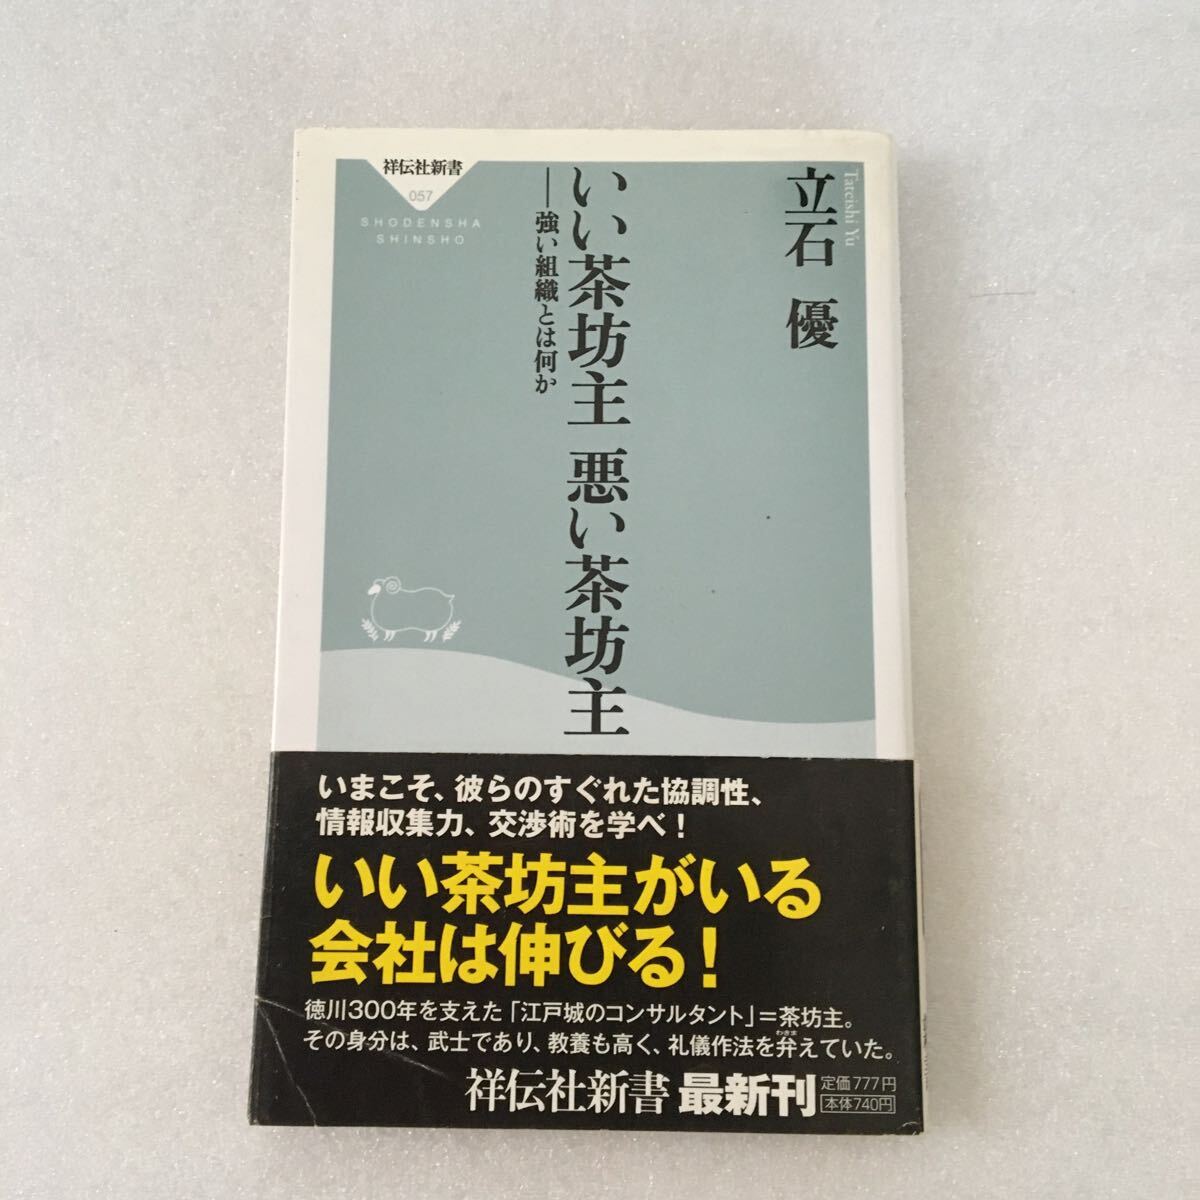 祥伝社新書
057
SHODENSHA
SHINSHO
立石 優
Tateishi Yu
いい茶坊主 悪い茶坊主
―強い組織とは何か
いまこそ、彼らのすぐれた協調性、
情報収集力、交渉術を学べ！
いい茶坊主がいる
会社は伸びる！
徳川300年を支えた「江戸城のコンサルタント」＝茶坊主。
その身分は、武士であり、教養も高く、礼儀作法を弁えていた。
わきま
祥伝社新書 最新刊
定価777円
本体740円